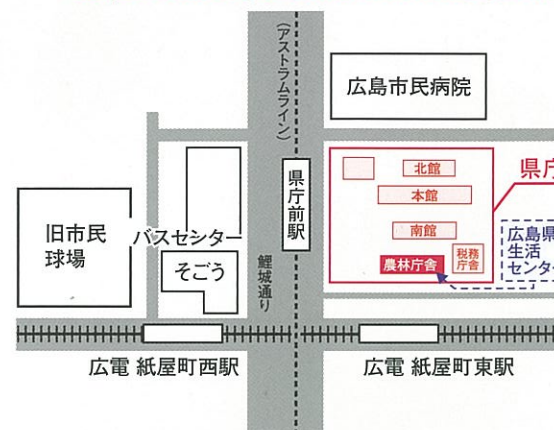 (アストラムライン)
広島市民病院
県庁前駅
北館
本館
南館
農林庁舎
税務
庁舎
県庁
広島県
生活
センター
旧市民
球場
バスセンター
そごう
鯉城通り
広電 紙屋町西駅
広電 紙屋町東駅